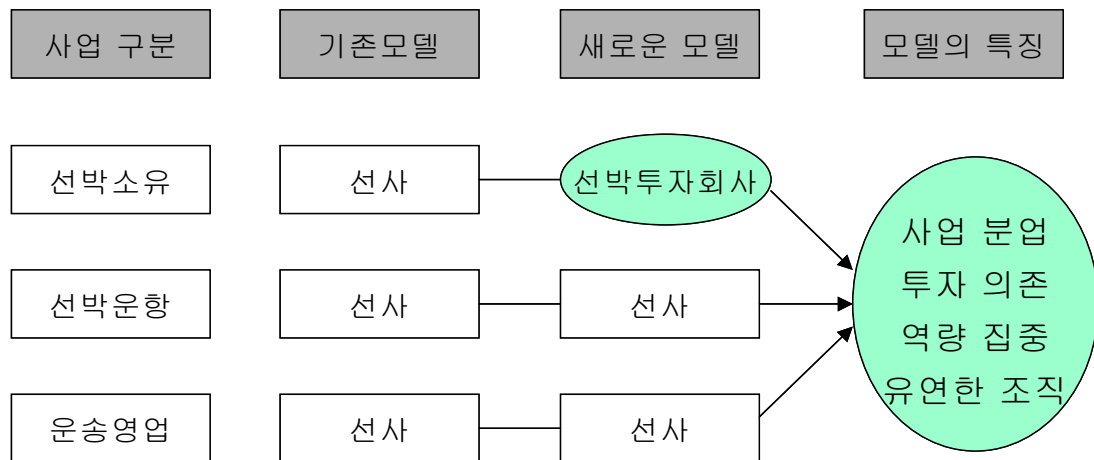 사업 구분
기존모델
새로운 모델
모델의 특징
선박소유
선사
선박투자회사
선박운항
선사
선사
운송영업
선사
선사
사업 분업
투자 의존
역량 집중
유연한 조직